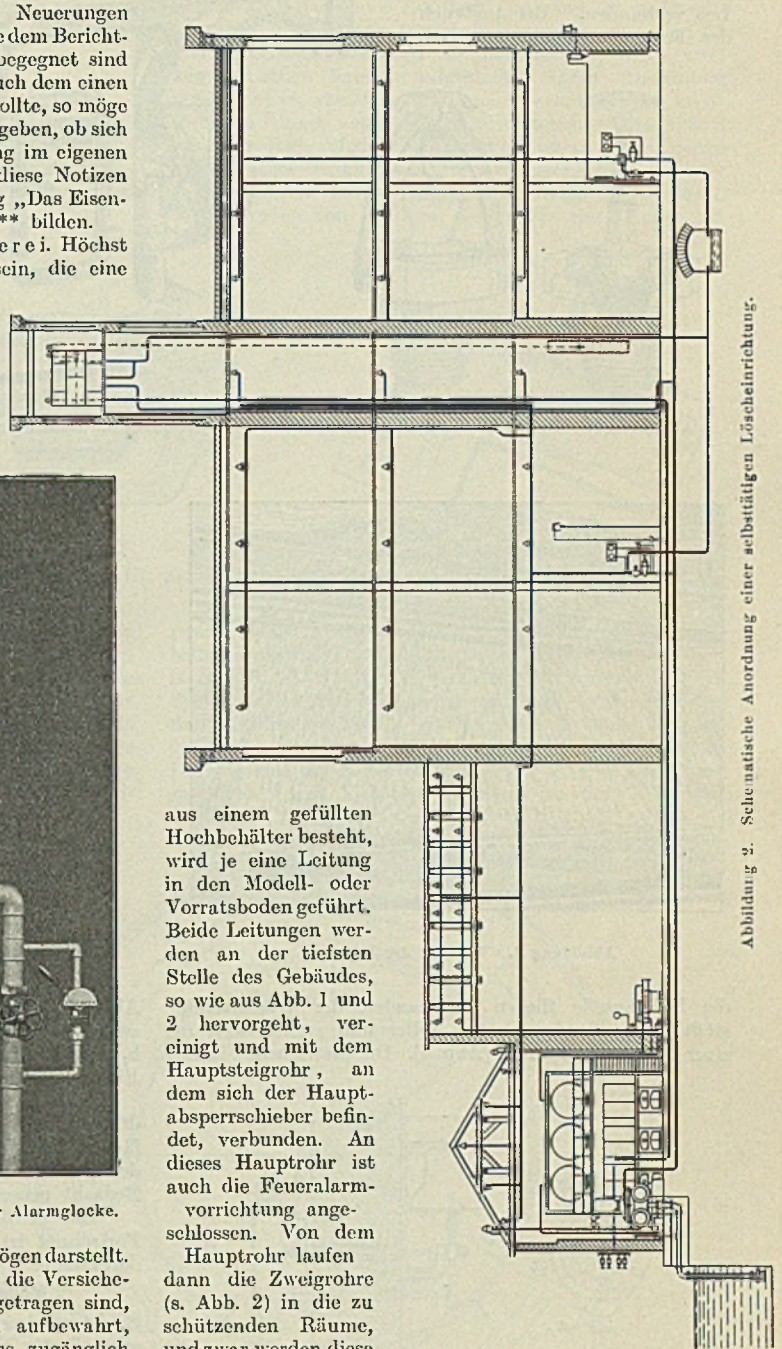 Neuerungen
dem Bericht-
begegnet sind
dem einen
so möge
geben, ob sich
im eigenen
diese Notizen
„Das Eisen-
** bilden.
Höchst
die eine
Alarmglocke.
darstellt.
die Versiche-
getragen sind,
aufbewahrt,
zugänglich
aus einem gefüllten
Hochbehälter besteht,
wird je eine Leitung
in den Modell- oder
Vorratsboden geführt.
Beide Leitungen wer-
den an der tiefsten
Stelle des Gebäudes,
so wie aus Abb. 1 und
2 hervorgeht, ver-
einigt und mit dem
Hauptsteigrohr, an
dem sich der Haupt-
absperrschieber befin-
det, verbunden. An
dieses Hauptrohr ist
auch die Feueralarm-
vorrichtung ange-
schlossen. Von dem
Hauptrohr laufen
dann die Zweigrohre
(s. Abb. 2) in die zu
schützenden Räume,
und zwar werden diese
Abbildung 2. Schematische Anordnung einer selbsttätigen Löscheinrichtung.